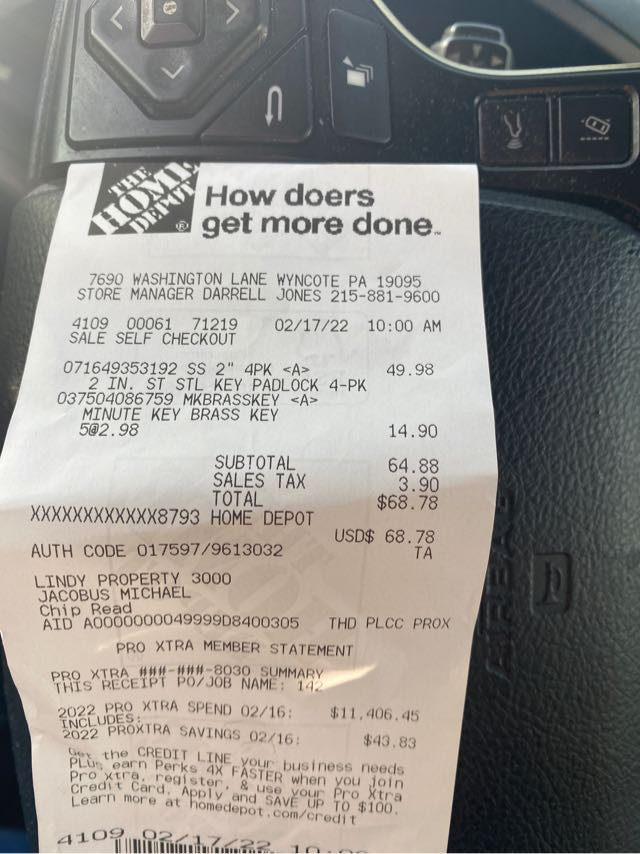 THE
HOME
DEPOT
®
How doers
get more done™
7690 WASHINGTON LANE WYNCOTE PA 19095
STORE MANAGER DARRELL JONES 215-881-9600
4109 00061 71219 02/17/22 10:00 AM
SALE SELF CHECKOUT
071649353192 SS 2" 4PK <A> 49.98
2 IN. ST STL KEY PADLOCK 4-PK
037504086759 MKBRASSKEY <A>
MINUTE KEY BRASS KEY
5@2.98 14.90
SUBTOTAL 64.88
SALES TAX 3.90
TOTAL $68.78
XXXXXXXXXXXX8793 HOME DEPOT
USD$ 68.78
AUTH CODE 017597/9613032 TA
LINDY PROPERTY 3000
JACOBUS MICHAEL
Chip Read
AID A0000000049999D8400305 THD PLCC PROX
PRO XTRA MEMBER STATEMENT
PRO XTRA ###-###-8030 SUMMARY
THIS RECEIPT PO/JOB NAME: 142
2022 PRO XTRA SPEND 02/16: $11,406.45
INCLUDES:
2022 PROXTRA SAVINGS 02/16: $43.83
Get the CREDIT LINE your business needs
PLUs earn Perks 4X FASTER when you join
Pro Xtra, register, & use your Pro Xtra
Credit Card. Apply and SAVE UP TO $100.
Learn more at homedepot.com/credit
4109 02/17/22
AIRBAG